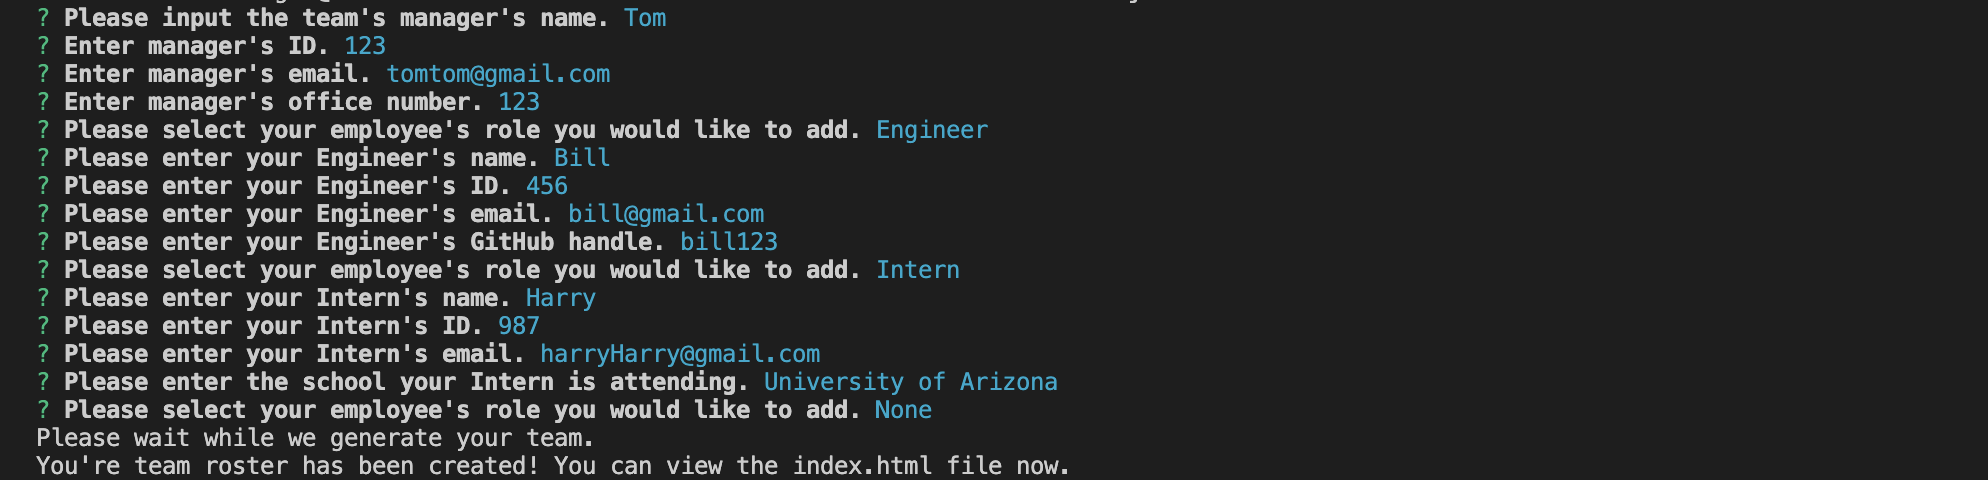 ? Please input the team's manager's name. Tom
? Enter manager's ID. 123
? Enter manager's email. tomtom@gmail.com
? Enter manager's office number. 123
? Please select your employee's role you would like to add. Engineer
? Please enter your Engineer's name. Bill
? Please enter your Engineer's ID. 456
? Please enter your Engineer's email. bill@gmail.com
? Please enter your Engineer's GitHub handle. bill123
? Please select your employee's role you would like to add. Intern
? Please enter your Intern's name. Harry
? Please enter your Intern's ID. 987
? Please enter your Intern's email. harryHarry@gmail.com
? Please enter the school your Intern is attending. University of Arizona
? Please select your employee's role you would like to add. None
Please wait while we generate your team.
You're team roster has been created! You can view the index.html file now.